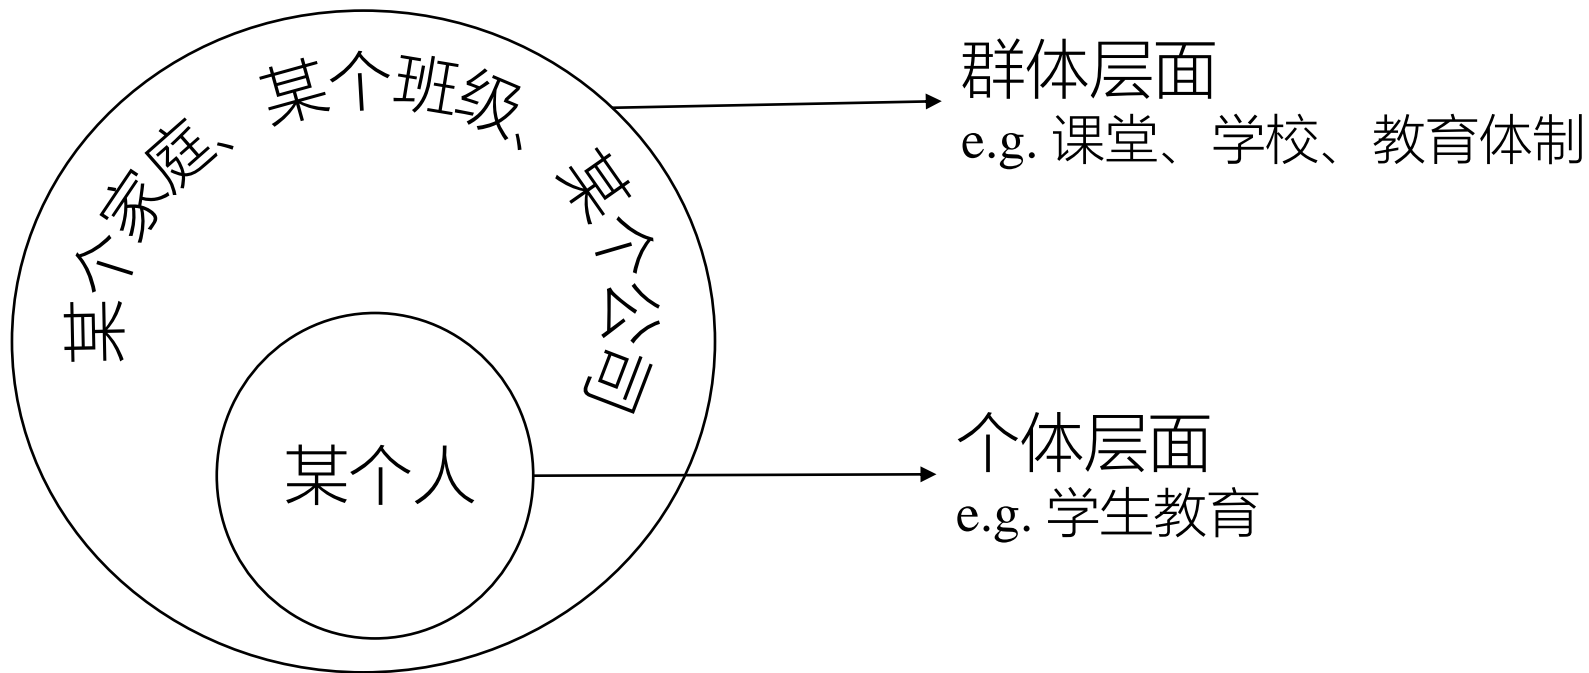 某个家庭、某个班级、某个公司
群体层面
e.g. 课堂、学校、教育体制
某个人
个体层面
e.g. 学生教育